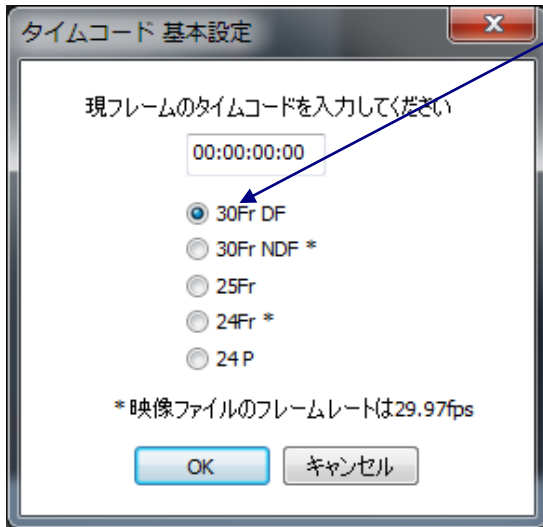 タイムコード 基本設定
現フレームのタイムコードを入力してください
00:00:00:00
30Fr DF
30Fr NDF *
25Fr
24Fr *
24 P
*映像ファイルのフレームレートは29.97fps
OK
キャンセル